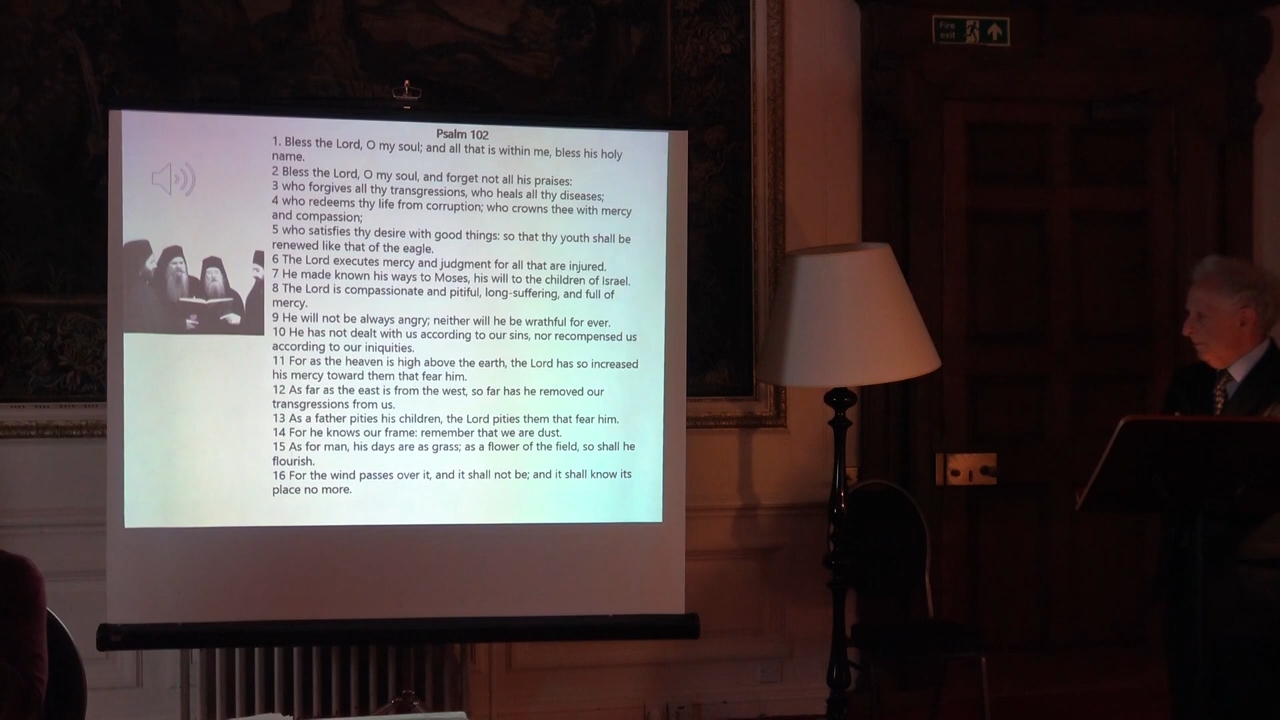 Fire
exit
Psalm 102
1. Bless the Lord, O my soul; and all that is within me, bless his holy
name.
2 Bless the Lord, O my soul, and forget not all his praises:
3 who forgives all thy transgressions, who heals all thy diseases;
4 who redeems thy life from corruption; who crowns thee with mercy
and compassion;
5 who satisfies thy desire with good things: so that thy youth shall be
renewed like that of the eagle.
6 The Lord executes mercy and judgment for all that are injured.
7 He made known his ways to Moses, his will to the children of Israel.
8 The Lord is compassionate and pitiful, long-suffering, and full of
mercy.
9 He will not be always angry; neither will he be wrathful for ever.
10 He has not dealt with us according to our sins, nor recompensed us
according to our iniquities.
11 For as the heaven is high above the earth, the Lord has so increased
his mercy toward them that fear him.
12 As far as the east is from the west, so far has he removed our
transgressions from us.
13 As a father pities his children, the Lord pities them that fear him.
14 For he knows our frame: remember that we are dust.
15 As for man, his days are as grass; as a flower of the field, so shall he
flourish.
16 For the wind passes over it, and it shall not be; and it shall know its
place no more.